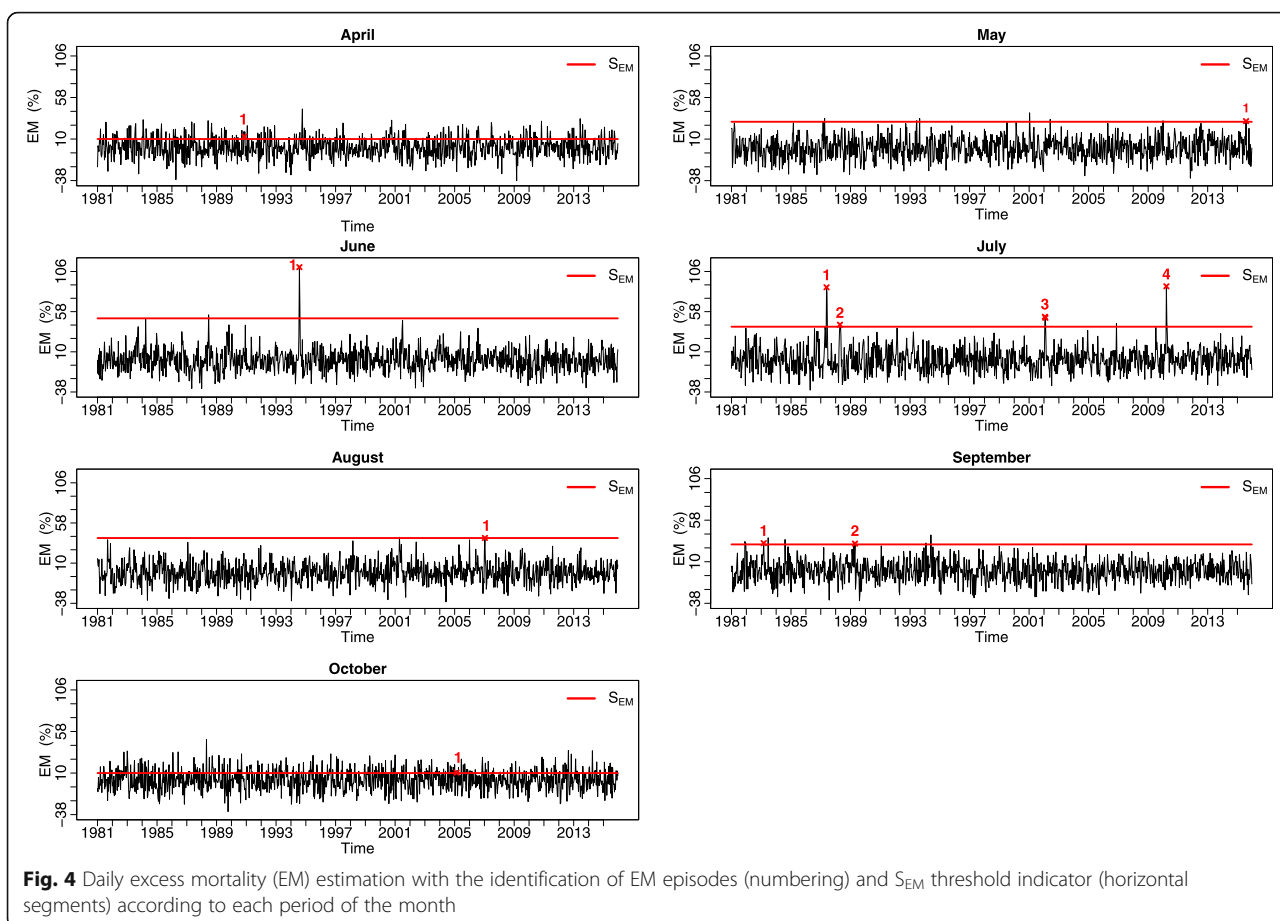 April
EM (%)
106
58
10
−38
S_EM
1
1981 1985 1989 1993 1997 2001 2005 2009 2013
Time
May
EM (%)
106
58
10
−38
S_EM
1
1981 1985 1989 1993 1997 2001 2005 2009 2013
Time
June
EM (%)
106
58
10
−38
S_EM
1
1981 1985 1989 1993 1997 2001 2005 2009 2013
Time
July
EM (%)
106
58
10
−38
S_EM
1 2 3 4
1981 1985 1989 1993 1997 2001 2005 2009 2013
Time
August
EM (%)
106
58
10
−38
S_EM
1
1981 1985 1989 1993 1997 2001 2005 2009 2013
Time
September
EM (%)
106
58
10
−38
S_EM
1 2
1981 1985 1989 1993 1997 2001 2005 2009 2013
Time
October
EM (%)
106
58
10
−38
S_EM
1
1981 1985 1989 1993 1997 2001 2005 2009 2013
Time
Fig. 4 Daily excess mortality (EM) estimation with the identification of EM episodes (numbering) and S_EM threshold indicator (horizontal
segments) according to each period of the month